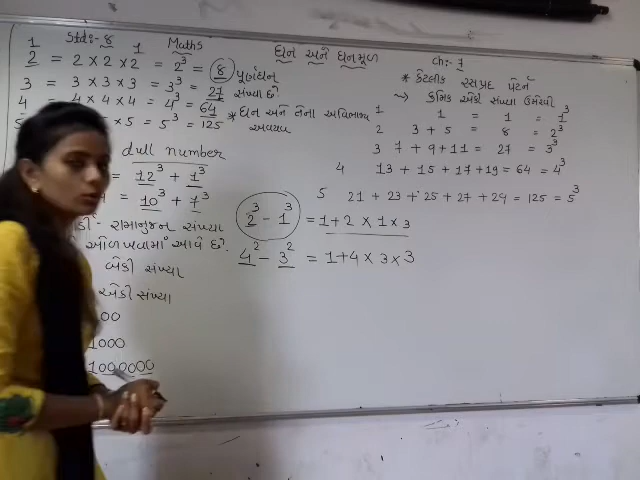 Std:- 8 Maths
ઘન અને ઘનમૂળ
Ch:- 7
1 1
2 = 2 × 2 × 2 = 2³ = 8 પૂર્ણઘન
3 = 3 × 3 × 3 = 3³ = 27 સંખ્યા છે
4 = 4 × 4 × 4 = 4³ = 64
× 5 = 5³ = 125
* ઘન અને તેના અવિભાજ્ય
અવયવ
dull number
= 12³ + 1³
= 10³ + 9³
રામાનુજન સંખ્યા
ઓળખવામાં આવે છે.
બેકી સંખ્યા
એકી સંખ્યા
00
1000
1000000
* કેટલીક રસપ્રદ પેટર્ન
→ ક્રમિક એકી સંખ્યા ઉમેરવી
1 1 = 1 = 1³
2 3 + 5 = 8 = 2³
3 7 + 9 + 11 = 27 = 3³
4 13 + 15 + 17 + 19 = 64 = 4³
5 21 + 23 + 25 + 27 + 29 = 125 = 5³
2³ - 1³ = 1 + 2 × 1 × 3
4² - 3² = 1 + 4 × 3 × 3